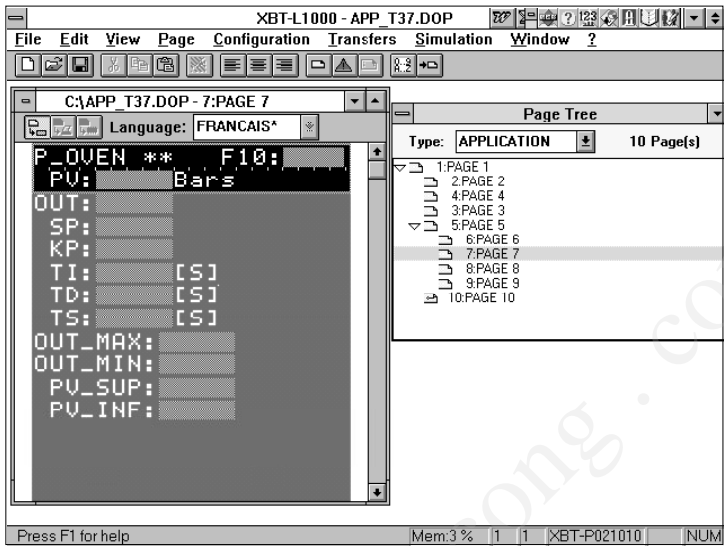 XBT-L1000 - APP_T37.DOP
File Edit View Page Configuration Transfers Simulation Window ?
C:\APP_T37.DOP - 7:PAGE 7
Language: FRANCAIS*
P_OVEN ** F10:
PV: Bars
OUT:
SP:
KP:
TI: [S]
TD: [S]
TS: [S]
OUT_MAX:
OUT_MIN:
PV_SUP:
PV_INF:
Page Tree
Type: APPLICATION 10 Page(s)
1:PAGE 1
2:PAGE 2
4:PAGE 4
3:PAGE 3
5:PAGE 5
6:PAGE 6
7:PAGE 7
8:PAGE 8
9:PAGE 9
10:PAGE 10
Press F1 for help Mem:3 % 1 1 XBT-P021010 NUM